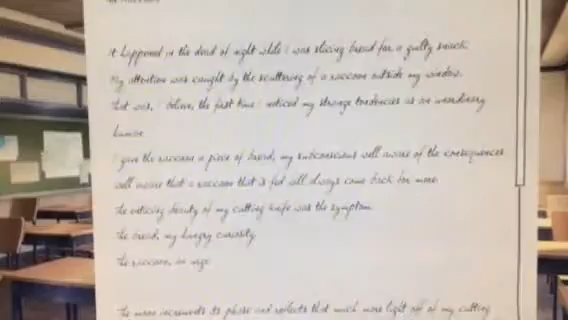 It happened in the dead of night while I was slicing bread for a guilty snack.
My attention was caught by the scuttering of a raccoon outside my window.
That was, I believe, the first time I noticed my strange tendencies as an unordinary
human.
I gave the raccoon a piece of bread, my subconscious well aware of the consequences
well aware that a raccoon that is fed will always come back for more.
The enticing beauty of my cutting knife was the symptom.
The bread, my hungry curiosity.
The raccoon, an urge.
The moon increments its phase and reflects that much more light off of my cutting